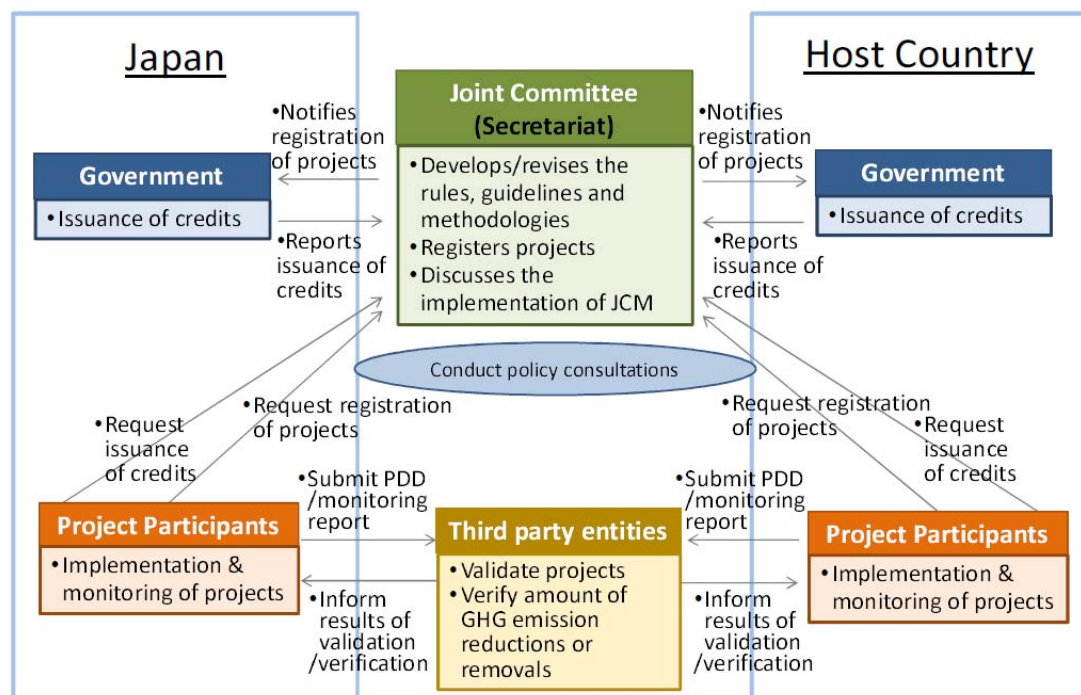 Japan
Host Country
Joint Committee
(Secretariat)
•Develops/revises the
rules, guidelines and
methodologies
•Registers projects
•Discusses the
implementation of JCM
•Notifies
registration
of projects
•Notifies
registration
of projects
Government
•Issuance of credits
Government
•Issuance of credits
•Reports
issuance of
credits
•Reports
issuance of
credits
Conduct policy consultations
•Request registration
of projects
•Request registration
of projects
•Request
issuance
of credits
•Request
issuance
of credits
•Submit PDD
/monitoring
report
•Submit PDD
/monitoring
report
Project Participants
•Implementation &
monitoring of projects
Third party entities
•Validate projects
•Verify amount of
GHG emission
reductions or
removals
Project Participants
•Implementation &
monitoring of projects
•Inform
results of
validation
/verification
•Inform
results of
validation
/verification